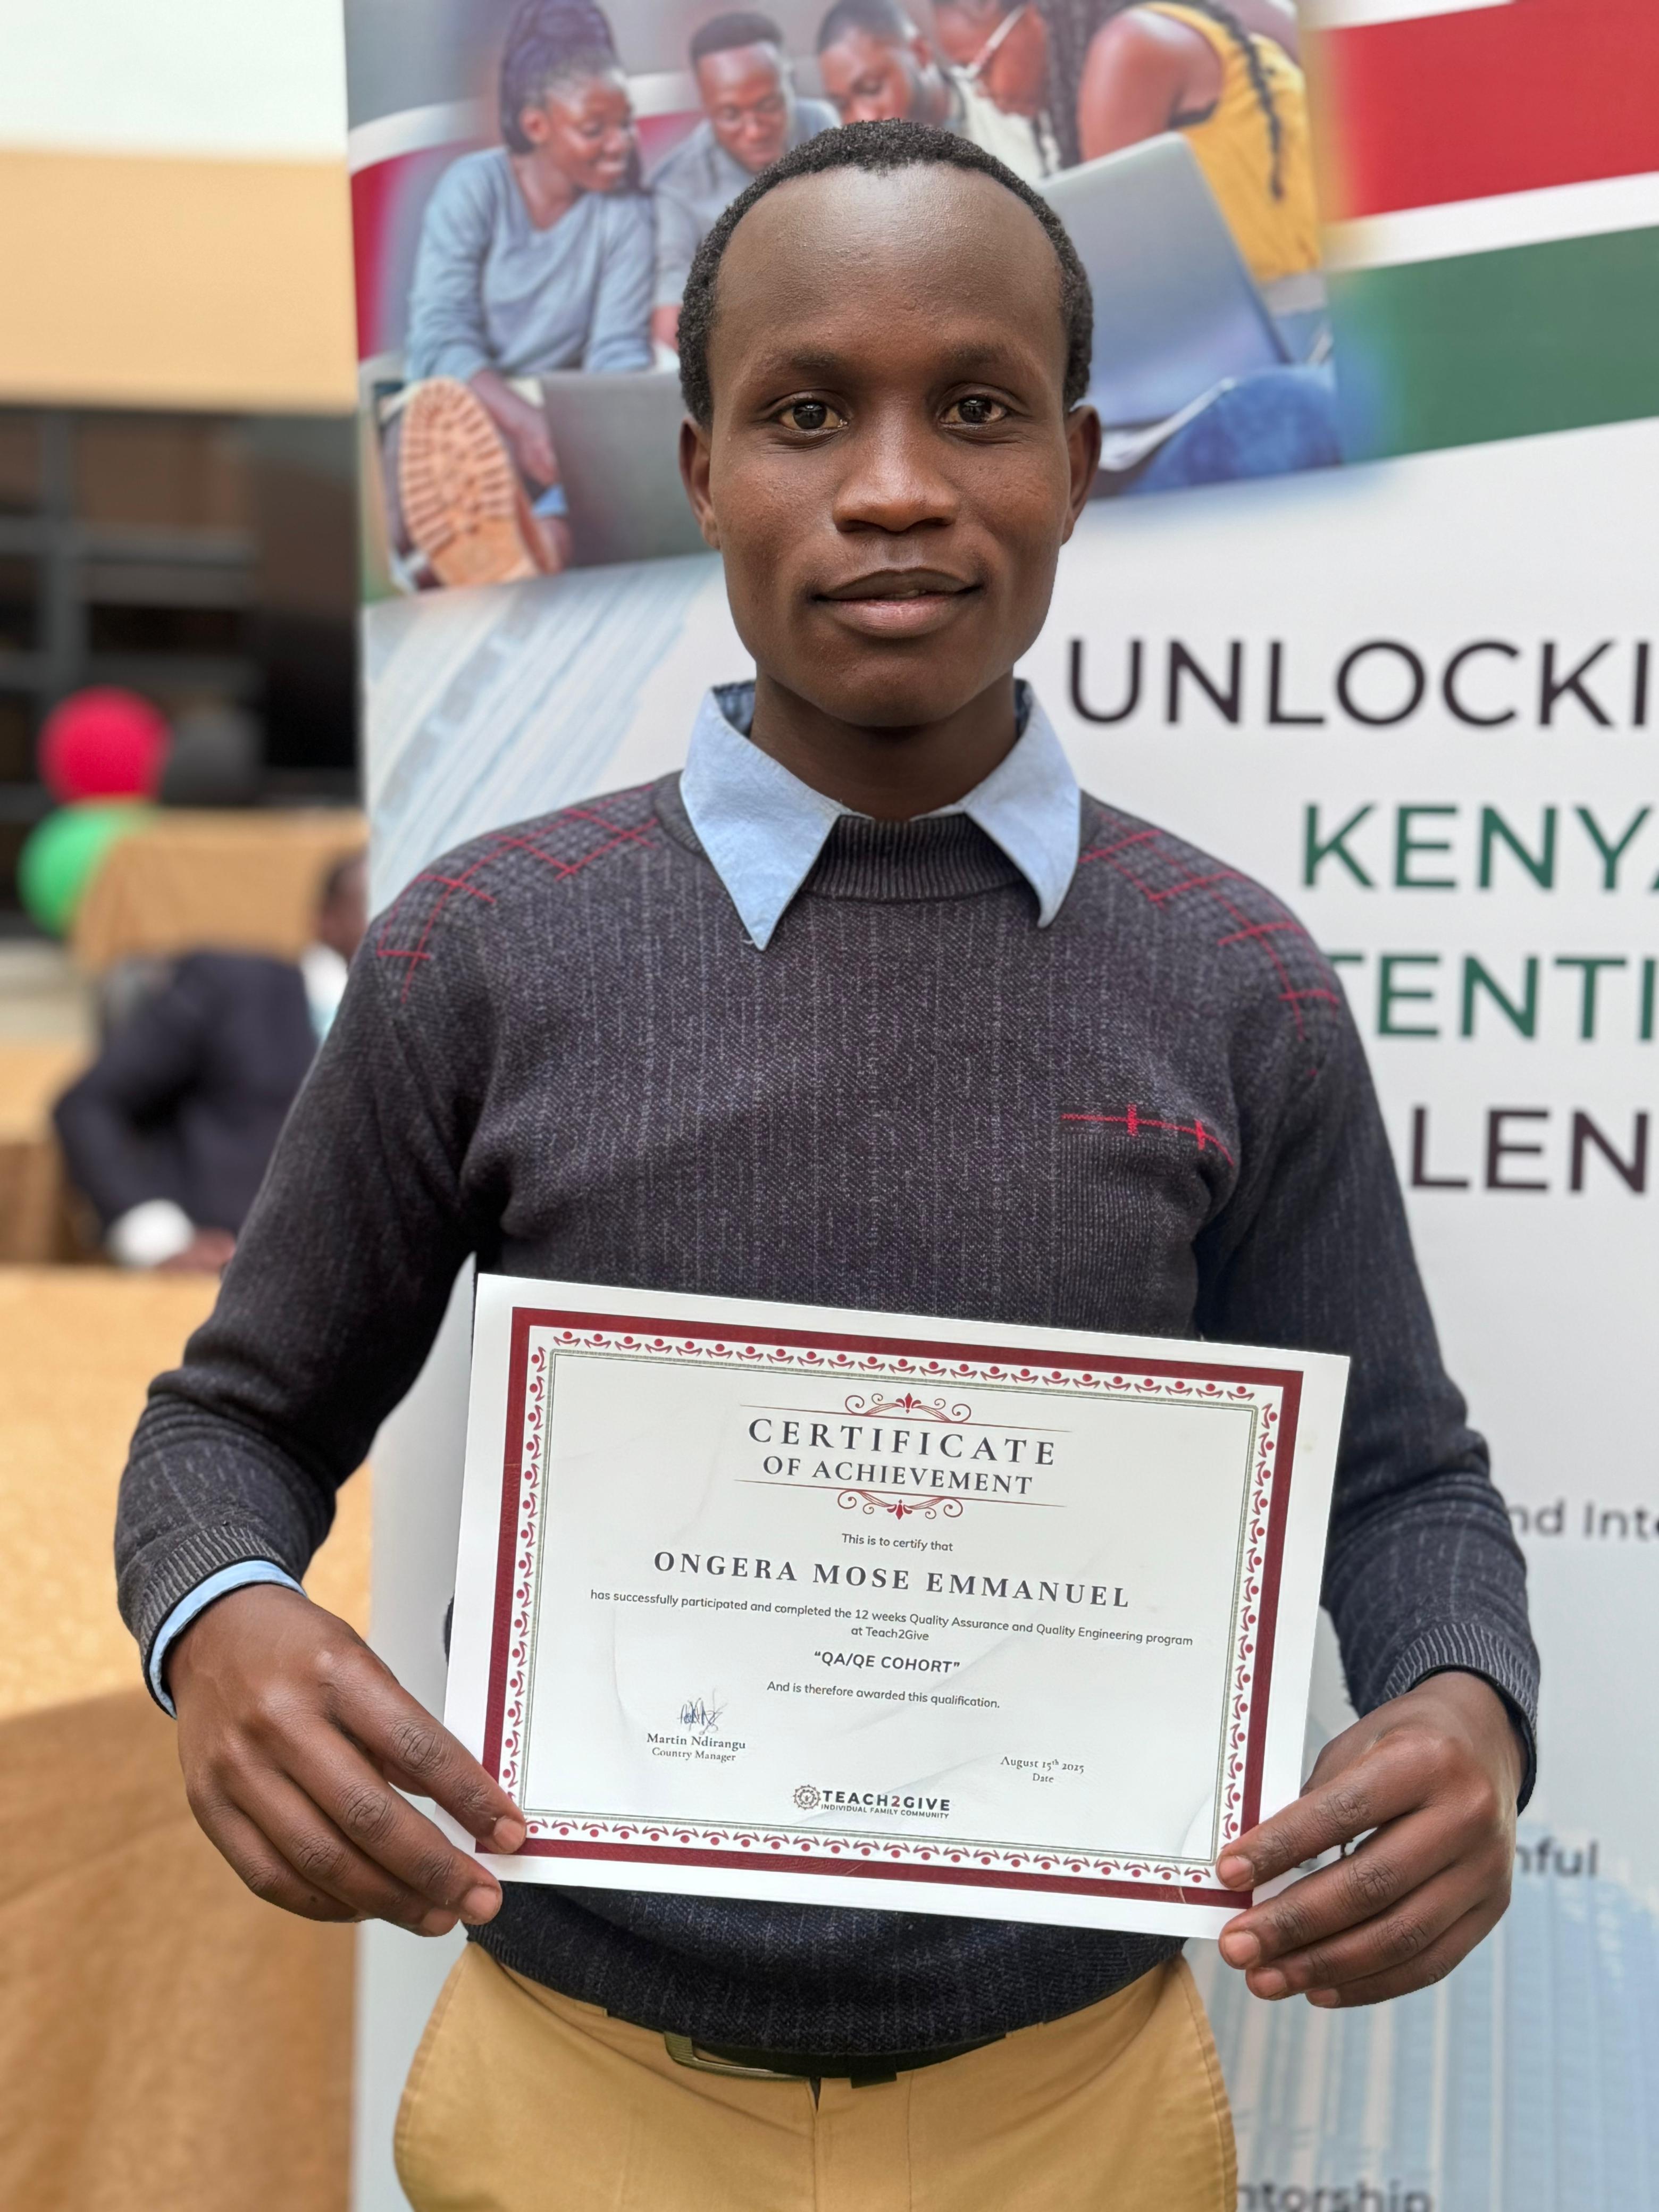 UNLOCKI
KENYA
TENTI
LEN
nd Inte
nful
ntorship
CERTIFICATE
OF ACHIEVEMENT
This is to certify that
ONGERA MOSE EMMANUEL
has successfully participated and completed the 12 weeks Quality Assurance and Quality Engineering program
at Teach2Give
“QA/QE COHORT”
And is therefore awarded this qualification.
Martin Ndirangu
Country Manager
August 15th 2025
Date
TEACH2GIVE
INDIVIDUAL FAMILY COMMUNITY